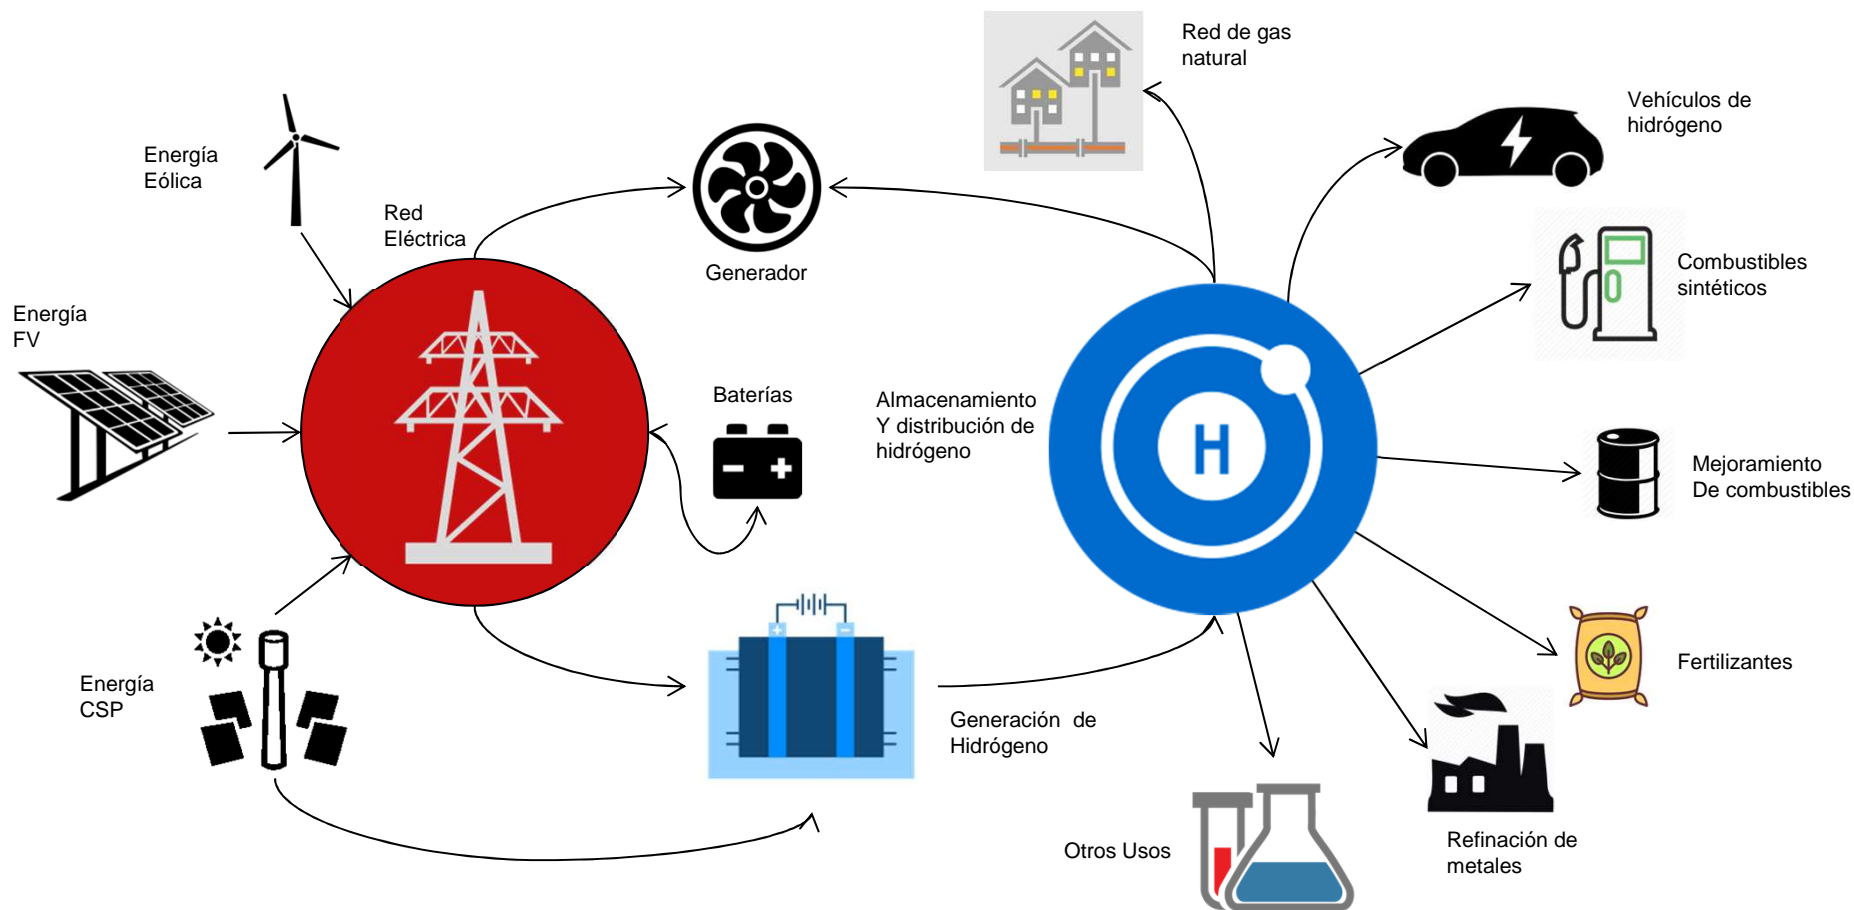 Red de gas
natural
Vehículos de
hidrógeno
Energía
Eólica
Red
Eléctrica
Generador
Combustibles
sintéticos
Energía
FV
Baterías
Almacenamiento
Y distribución de
hidrógeno
H
Mejoramiento
De combustibles
Energía
CSP
Generación de
Hidrógeno
Fertilizantes
Otros Usos
Refinación de
metales